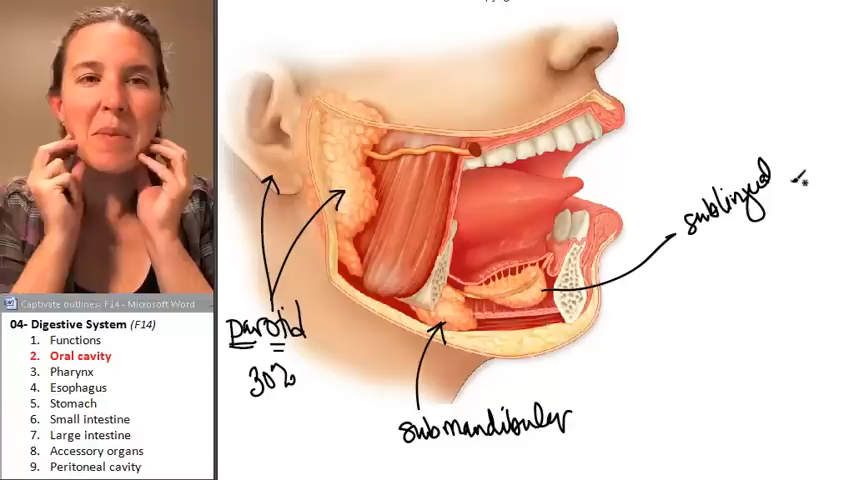 Captivate outlines: F14 - Microsoft Word
04- Digestive System (F14)
1. Functions
2. Oral cavity
3. Pharynx
4. Esophagus
5. Stomach
6. Small intestine
7. Large intestine
8. Accessory organs
9. Peritoneal cavity
parotid
30%
submandibular
sublingual